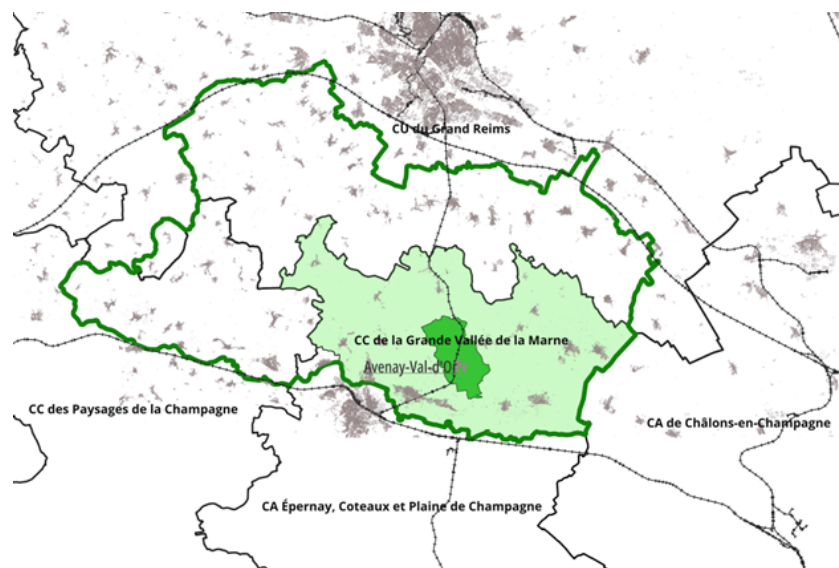 CU du Grand Reims
CC de la Grande Vallée de la Marne
Avenay-Val-d'Or
CC des Paysages de la Champagne
CA de Châlons-en-Champagne
CA Épernay, Coteaux et Plaine de Champagne